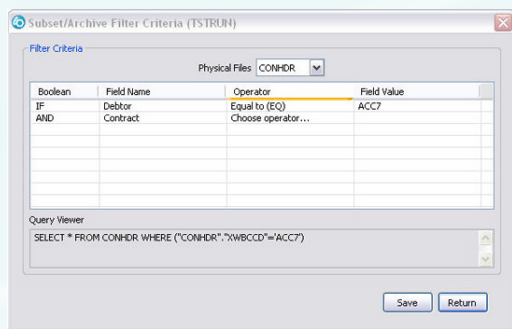 Subset/Archive Filter Criteria (TSTRUN)
Filter Criteria
Physical Files CONHDR
Boolean Field Name Operator Field Value
IF Debtor Equal to (EQ) ACC7
AND Contract Choose operator...
Query Viewer
SELECT * FROM CONHDR WHERE ("CONHDR"."XWBCCD"='ACC7')
Save Return